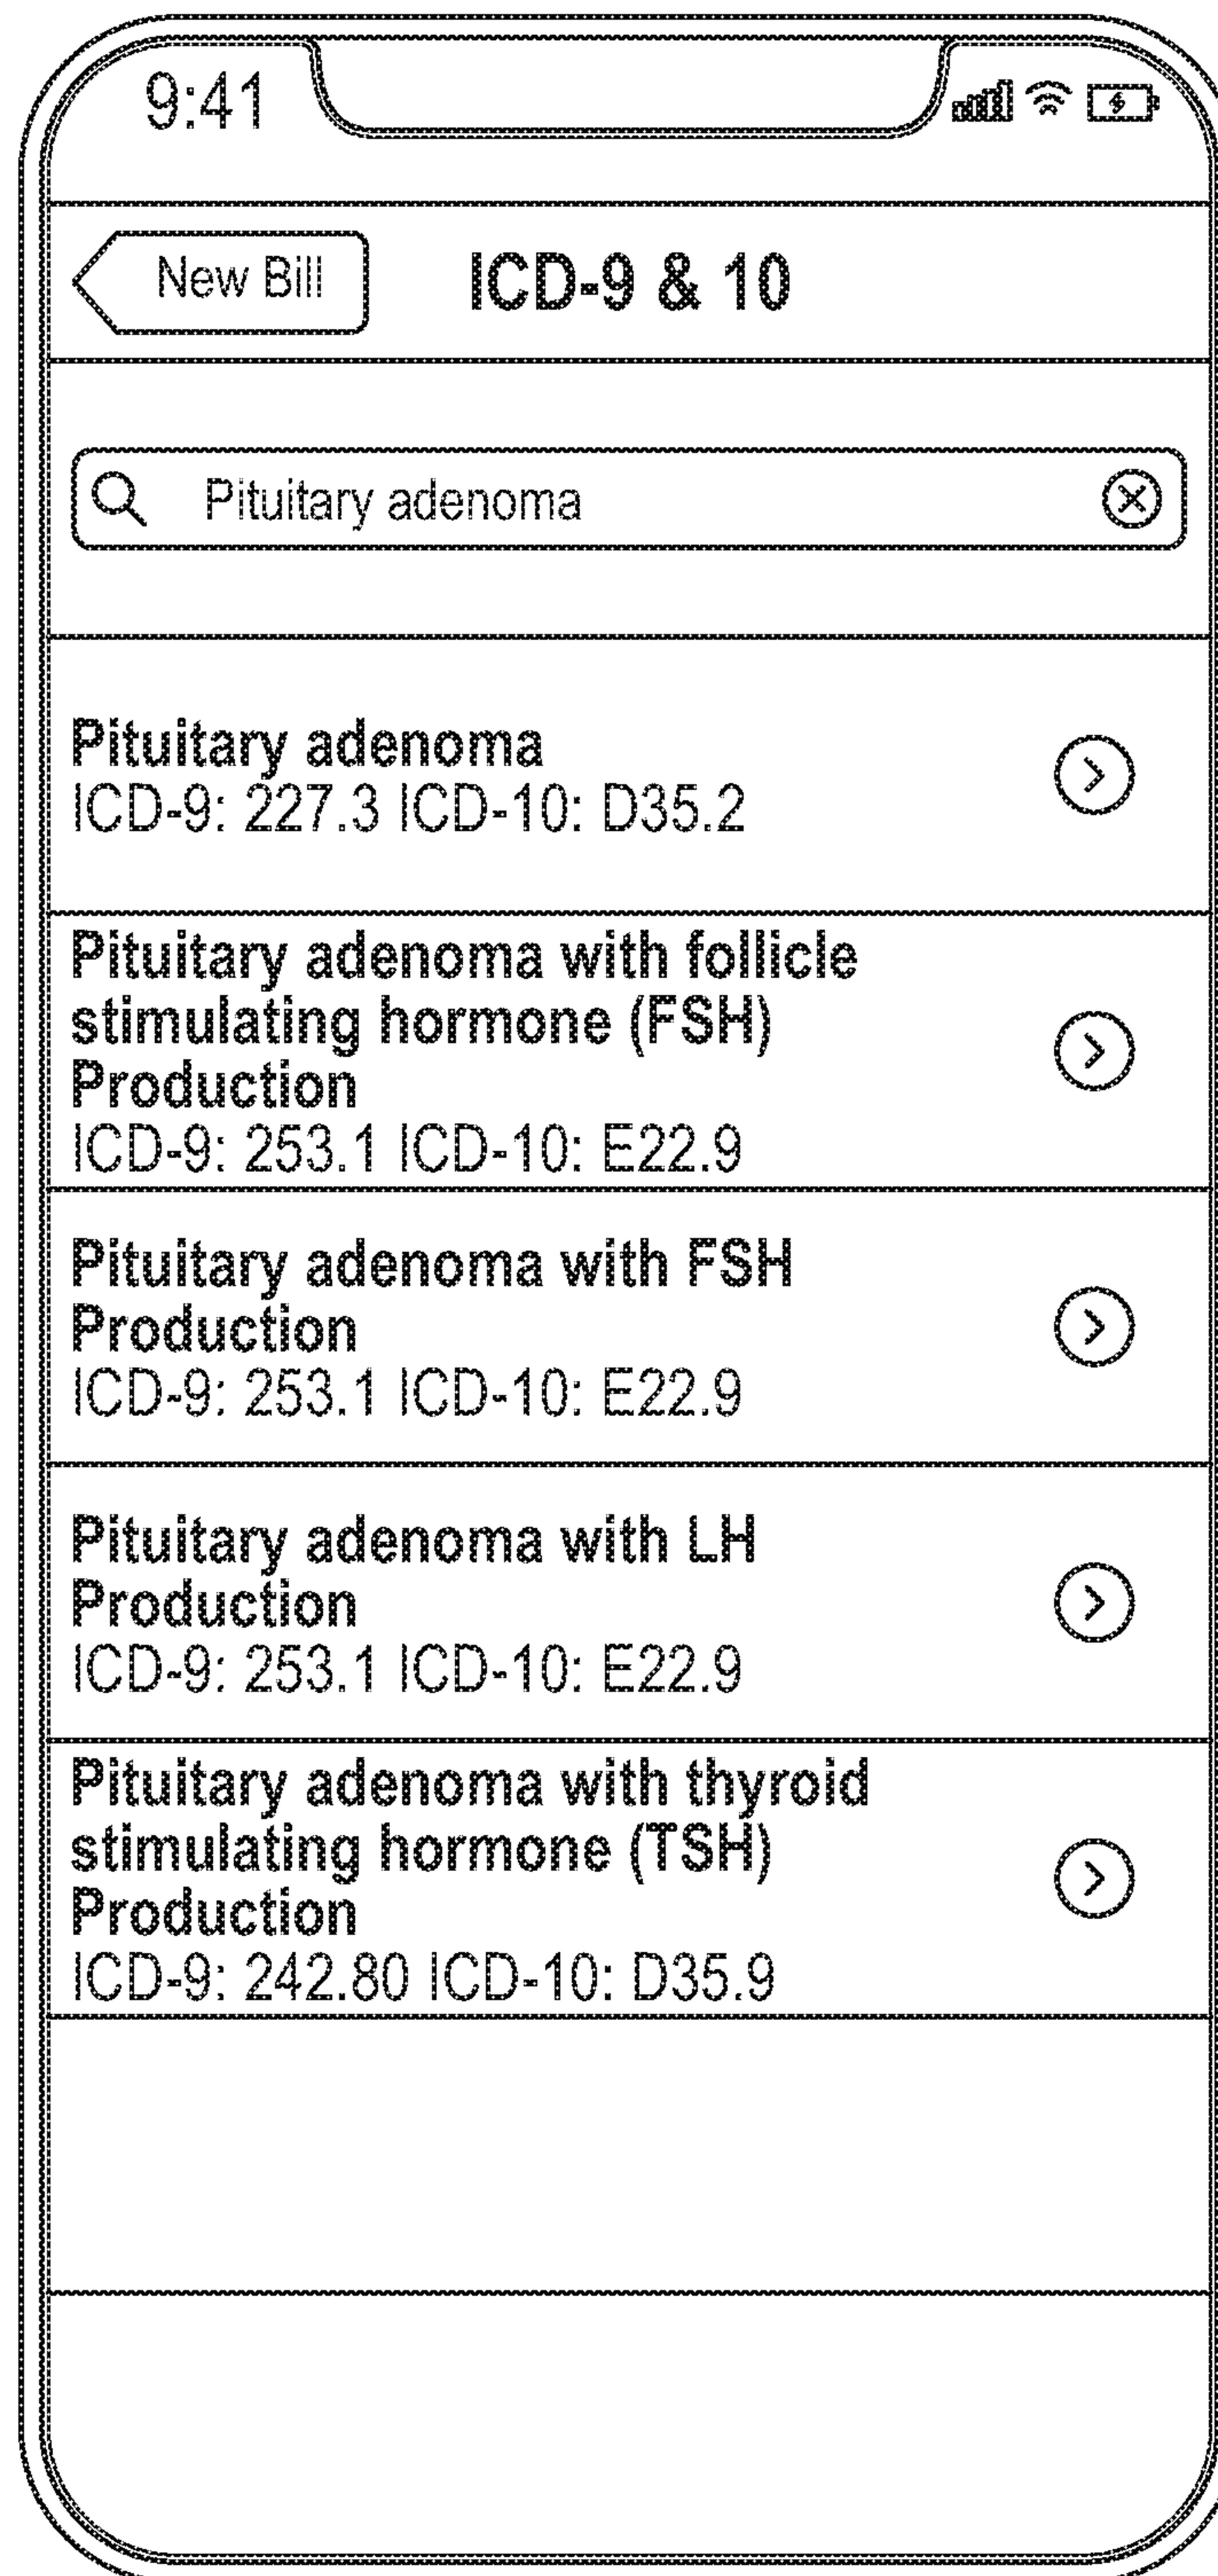 9:41
New Bill
ICD-9 & 10
Pituitary adenoma
Pituitary adenoma
ICD-9: 227.3 ICD-10: D35.2
Pituitary adenoma with follicle
stimulating hormone (FSH)
Production
ICD-9: 253.1 ICD-10: E22.9
Pituitary adenoma with FSH
Production
ICD-9: 253.1 ICD-10: E22.9
Pituitary adenoma with LH
Production
ICD-9: 253.1 ICD-10: E22.9
Pituitary adenoma with thyroid
stimulating hormone (TSH)
Production
ICD-9: 242.80 ICD-10: D35.9